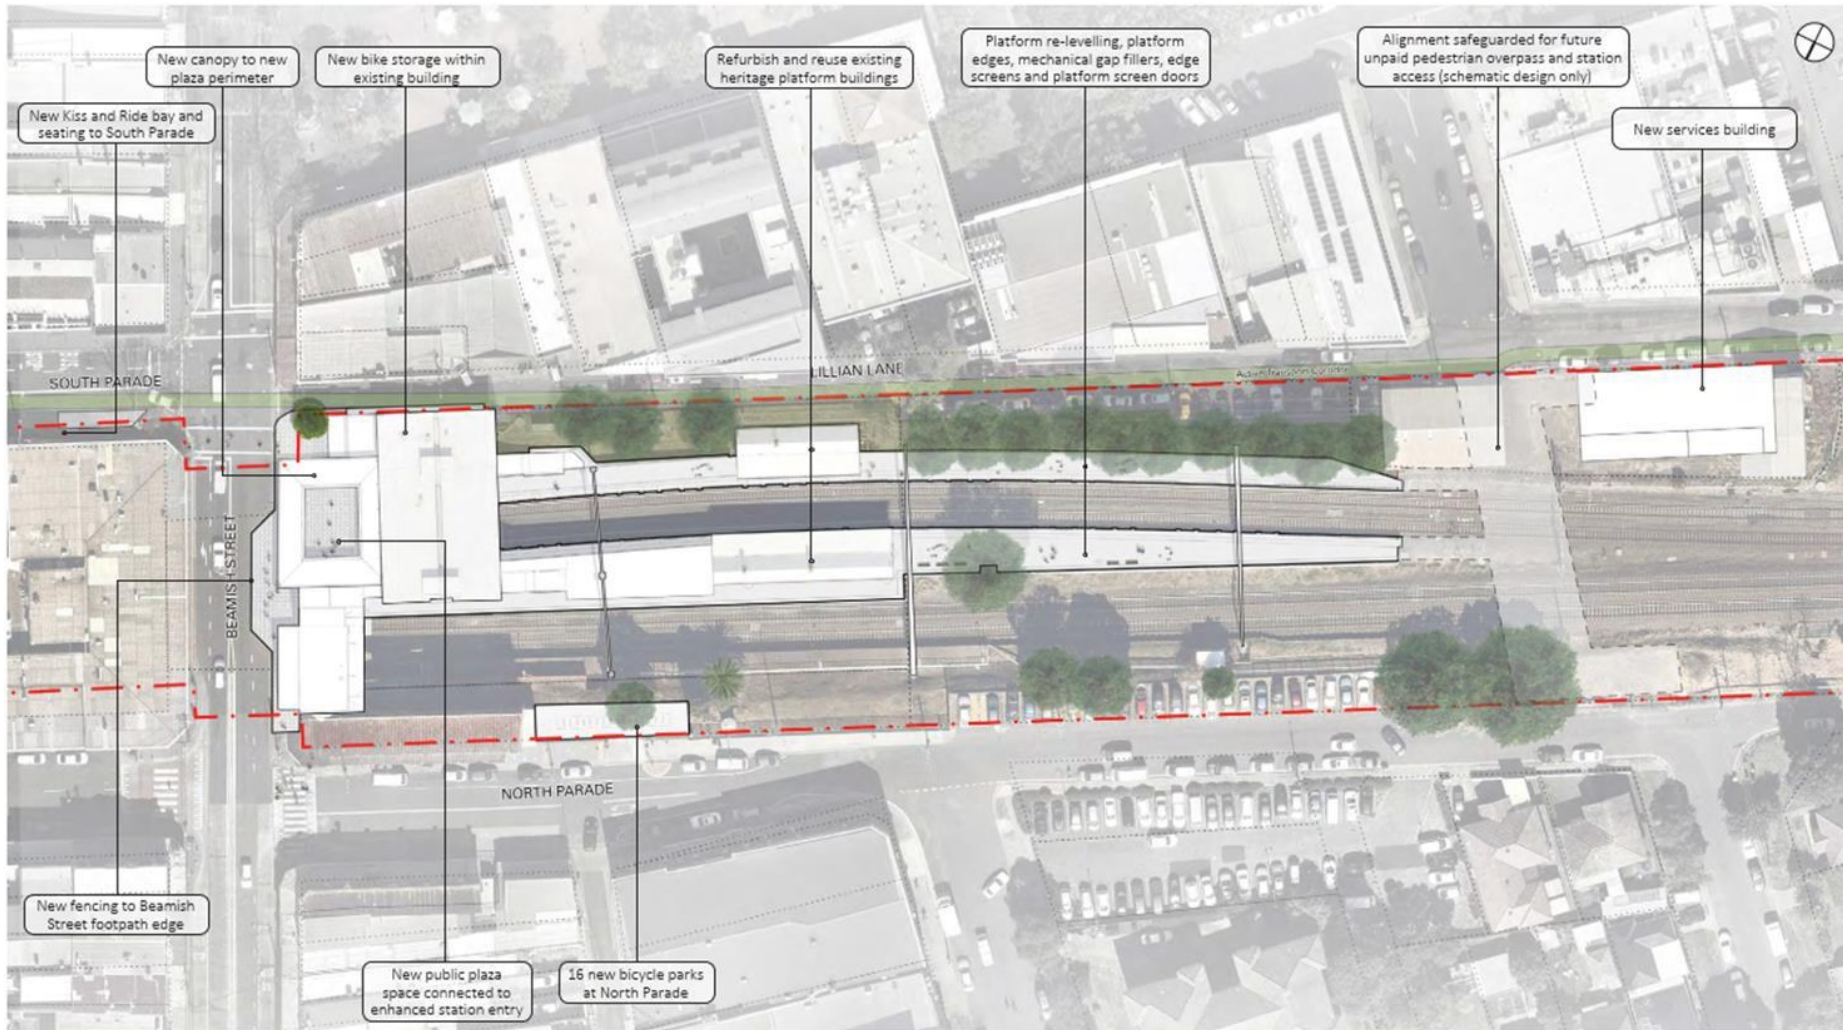 New canopy to new
plaza perimeter
New bike storage within
existing building
Refurbish and reuse existing
heritage platform buildings
Platform re-levelling, platform
edges, mechanical gap fillers, edge
screens and platform screen doors
Alignment safeguarded for future
unpaid pedestrian overpass and station
access (schematic design only)
New Kiss and Ride bay and
seating to South Parade
New services building
SOUTH PARADE
LILLIAN LANE
BEAMISH STREET
NORTH PARADE
New fencing to Beamish
Street footpath edge
New public plaza
space connected to
enhanced station entry
16 new bicycle parks
at North Parade